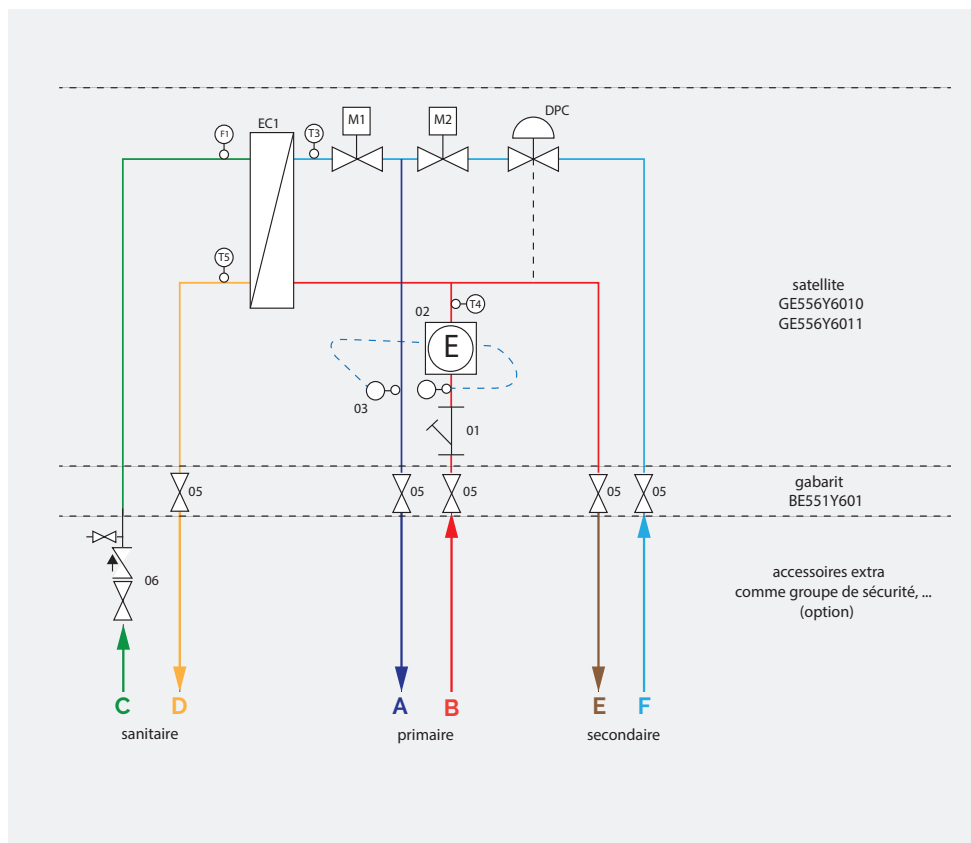 DPC
EC1
F1
T3
M1
M2
T5
T4
02
E
03
01
satellite
GE556Y6010
GE556Y6011
05
05
05
05
05
gabarit
BE551Y601
06
accessoires extra
comme groupe de sécurité, ...
(option)
C
D
A
B
E
F
sanitaire
primaire
secondaire